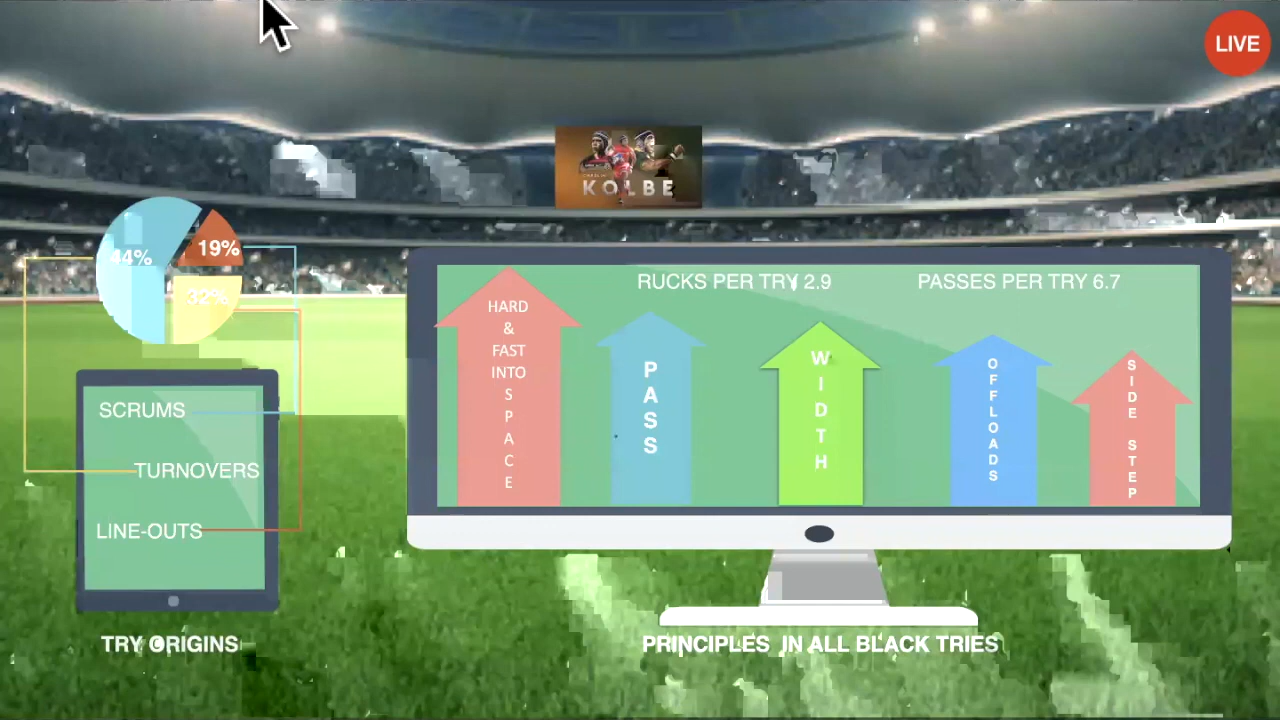 LIVE
KOLBE
44%
19%
32%
SCRUMS
TURNOVERS
LINE-OUTS
TRY ORIGINS
RUCKS PER TRY 2.9
PASSES PER TRY 6.7
HARD
&
FAST
INTO
S
P
A
C
E
P
A
S
S
W
I
D
T
H
O
F
F
L
O
A
D
S
S
I
D
E
S
T
E
P
PRINCIPLES IN ALL BLACK TRIES